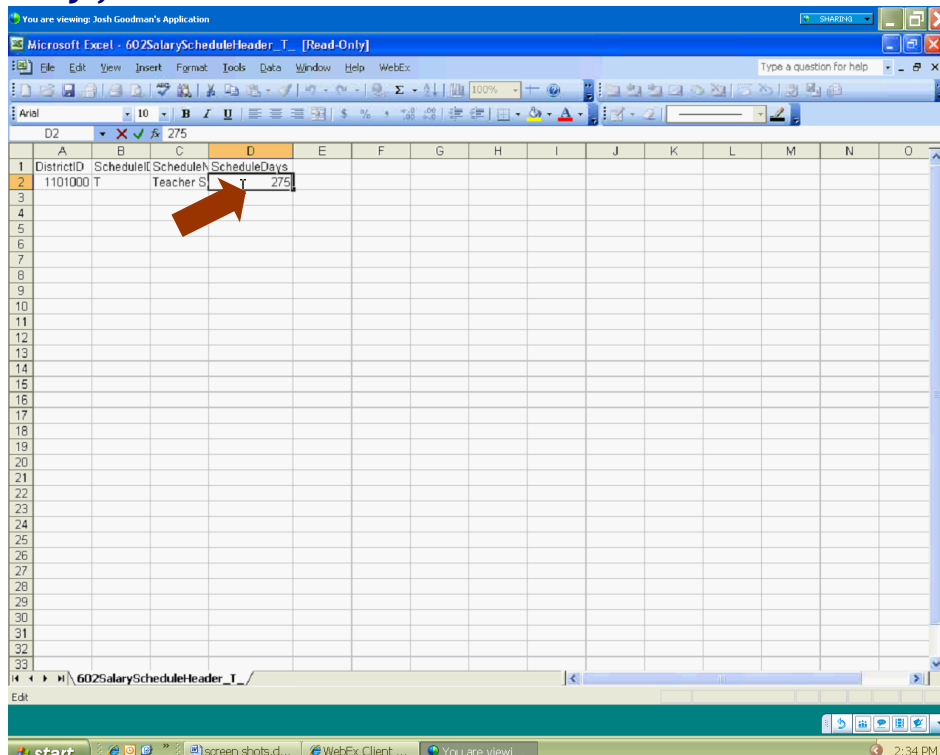 You are viewing: Josh Goodman's Application
SHARING
Microsoft Excel - 602SalaryScheduleHeader_T_ [Read-Only]
File Edit View Insert Format Tools Data Window Help WebEx
Type a question for help
100%
Arial 10 B I U
D2 275
A B C D E F G H I J K L M N O
1 DistrictID ScheduleID ScheduleN ScheduleDays
2 1101000 T Teacher S 275
3
4
5
6
7
8
9
10
11
12
13
14
15
16
17
18
19
20
21
22
23
24
25
26
27
28
29
30
31
32
33
602SalaryScheduleHeader_T_
Edit
start screen shots.d... WebEx Client ... You are viewi... 2:34 PM